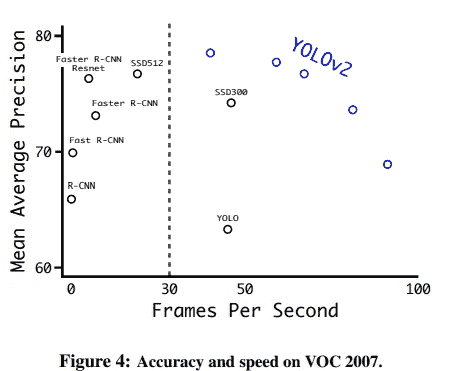 80
Faster R-CNN
Resnet
SSD512
YOLOv2
SSD300
Faster R-CNN
70
Fast R-CNN
R-CNN
YOLO
60
Mean Average Precision
0 30 50 100
Frames Per Second
Figure 4: Accuracy and speed on VOC 2007.